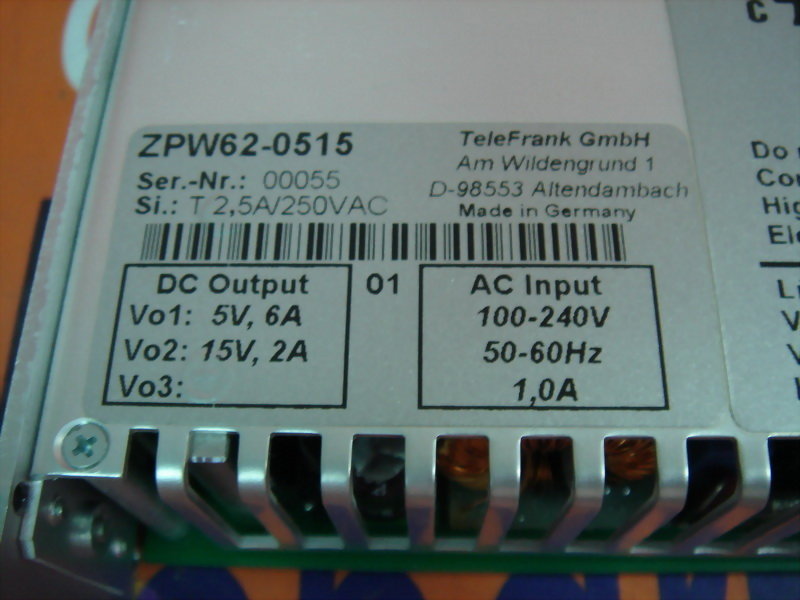 ZPW62-0515
Ser.-Nr.: 00055
Si.: T 2,5A/250VAC
TeleFrank GmbH
Am Wildengrund 1
D-98553 Altendambach
Made in Germany
DC Output
Vo1: 5V, 6A
Vo2: 15V, 2A
Vo3:
01
AC Input
100-240V
50-60Hz
1,0A
Do